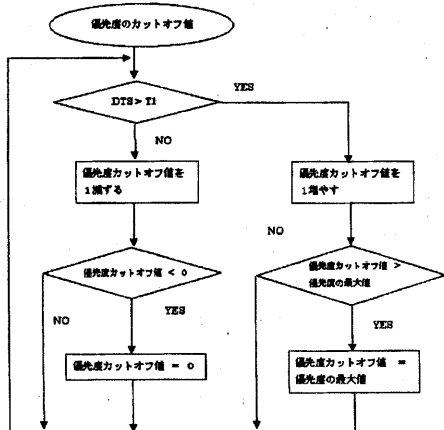 優先度のカットオフ値
DTS > T1
YES
NO
優先度カットオフ値を
1減ずる
優先度カットオフ値を
1増やす
NO
優先度カットオフ値 < 0
優先度カットオフ値 >
優先度の最大値
NO
YES
YES
優先度カットオフ値 = 0
優先度カットオフ値 =
優先度の最大値